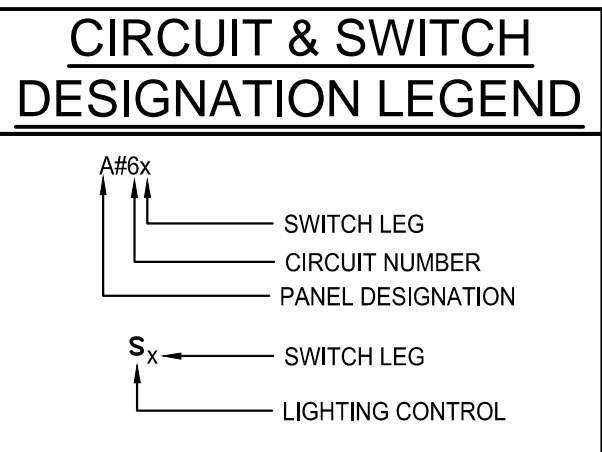 CIRCUIT & SWITCH
DESIGNATION LEGEND
A#6x
SWITCH LEG
CIRCUIT NUMBER
PANEL DESIGNATION
Sx SWITCH LEG
LIGHTING CONTROL